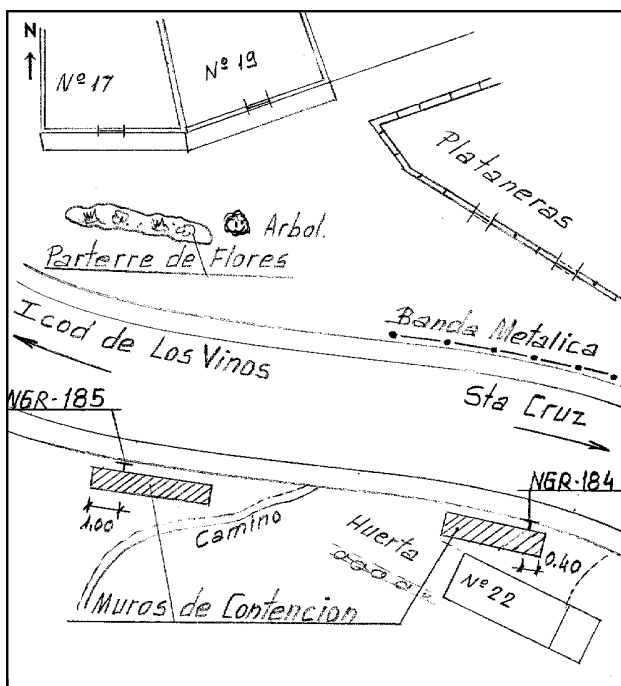 N
Nº 17
Nº 19
Plataneras
Arbol.
Parterre de Flores
Banda Metalica
Icod de Los Vinos
Sta Cruz
NGR-185
NGR-184
1,00
Camino
Huerta
0.40
Nº 22
Muros de Contencion